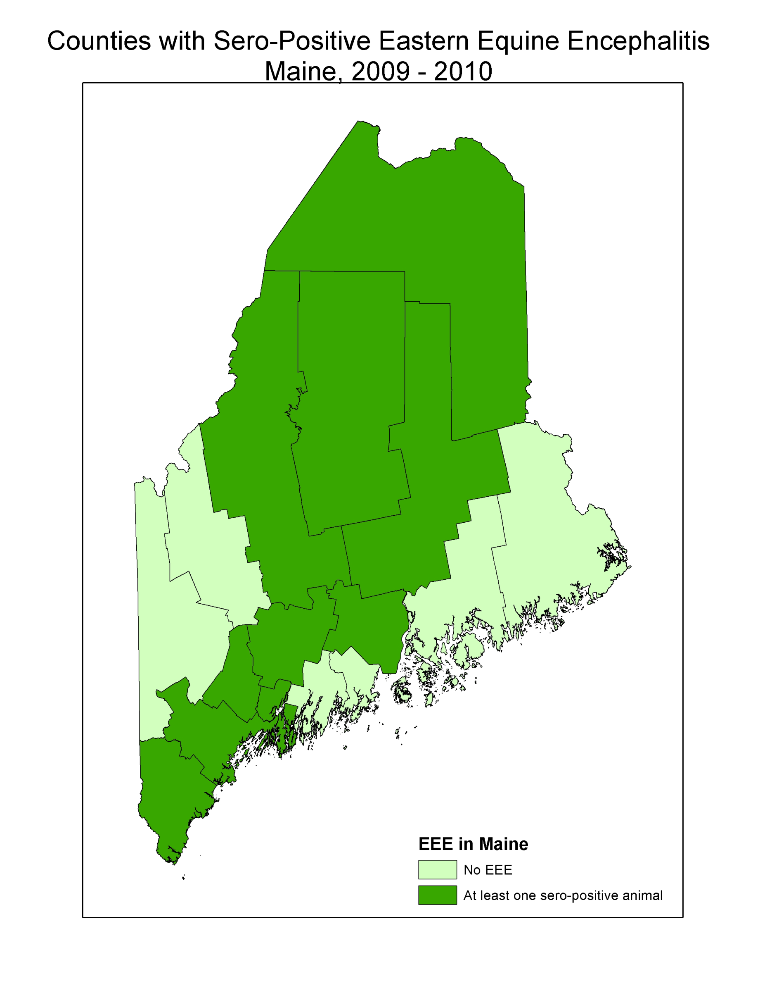 Counties with Sero-Positive Eastern Equine Encephalitis
Maine, 2009 - 2010
EEE in Maine
No EEE
At least one sero-positive animal